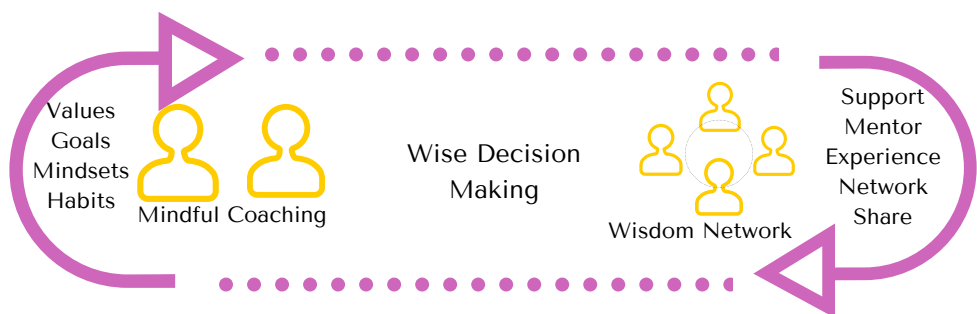 Values
Goals
Mindsets
Habits
Mindful Coaching
Wise Decision
Making
Wisdom Network
Support
Mentor
Experience
Network
Share